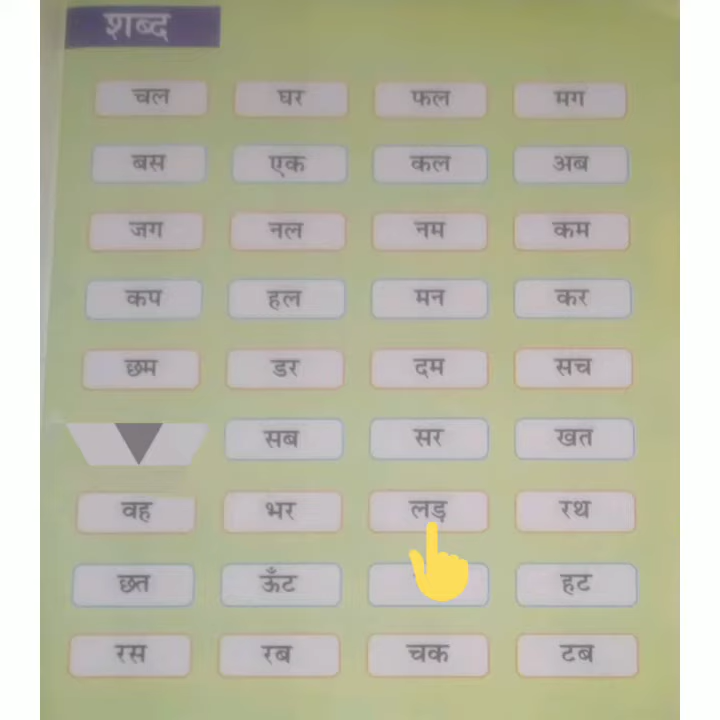 शब्द
चल घर फल मग
बस एक कल अब
जग नल नम कम
कप हल मन कर
छम डर दम सच
सब सर खत
वह भर लड़ रथ
छत ऊँट हट
रस रब चक टब